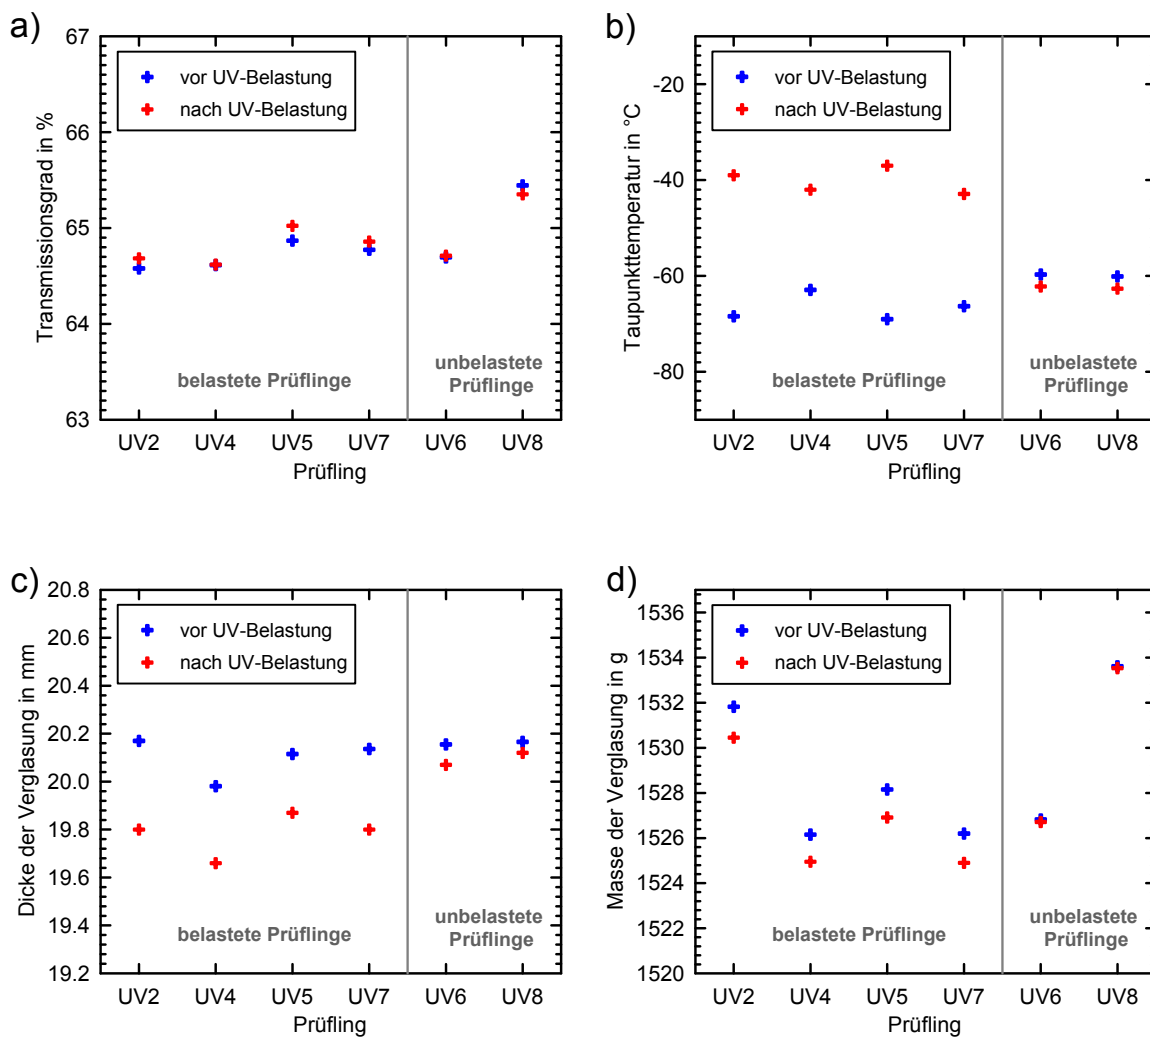 a)
67
66
65
64
63
Transmissionsgrad in %
vor UV-Belastung
nach UV-Belastung
belastete Prüflinge
unbelastete
Prüflinge
UV2 UV4 UV5 UV7 UV6 UV8
Prüfling
b)
-20
-40
-60
-80
Taupunkttemperatur in °C
vor UV-Belastung
nach UV-Belastung
belastete Prüflinge
unbelastete
Prüflinge
UV2 UV4 UV5 UV7 UV6 UV8
Prüfling
c)
20.8
20.6
20.4
20.2
20.0
19.8
19.6
19.4
19.2
Dicke der Verglasung in mm
vor UV-Belastung
nach UV-Belastung
belastete Prüflinge
unbelastete
Prüflinge
UV2 UV4 UV5 UV7 UV6 UV8
Prüfling
d)
1536
1534
1532
1530
1528
1526
1524
1522
1520
Masse der Verglasung in g
vor UV-Belastung
nach UV-Belastung
belastete Prüflinge
unbelastete
Prüflinge
UV2 UV4 UV5 UV7 UV6 UV8
Prüfling